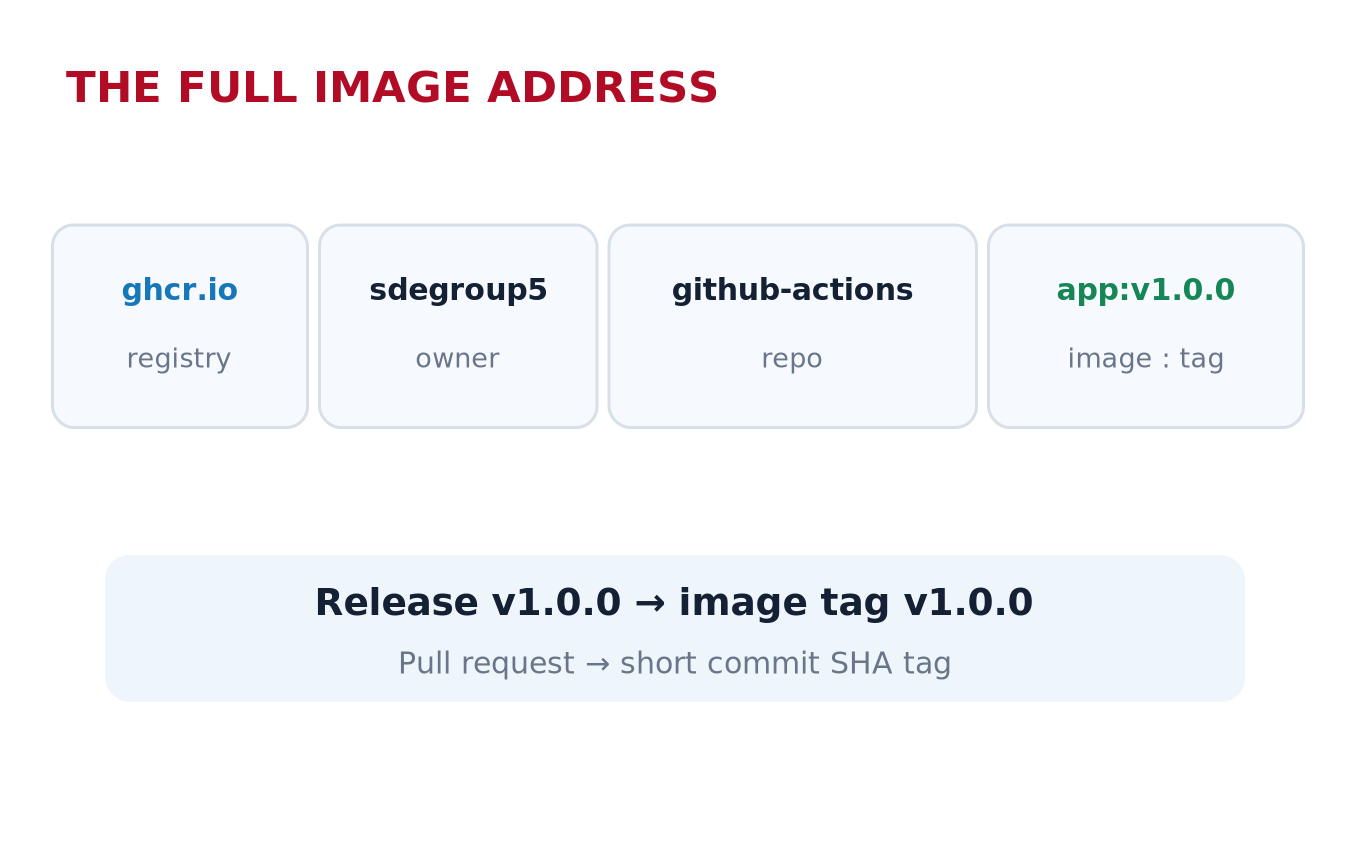 THE FULL IMAGE ADDRESS
ghcr.io sdegroup5 github-actions app:v1.0.0
registry owner repo image : tag
Release v1.0.0 → image tag v1.0.0
Pull request → short commit SHA tag